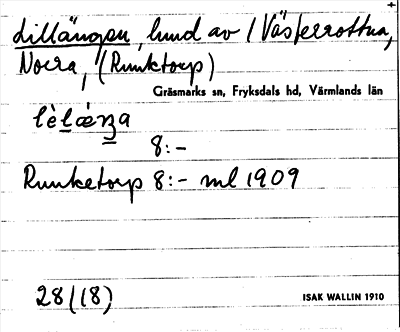 Lillängen, hmd av 1 Västerrottna,
Norra, (Runketorp)
Gräsmarks sn, Fryksdals hd, Värmlands län
lèlǽŋa
8:-
Runketorp 8:- ml 1909
28(18)
ISAK WALLIN 1910